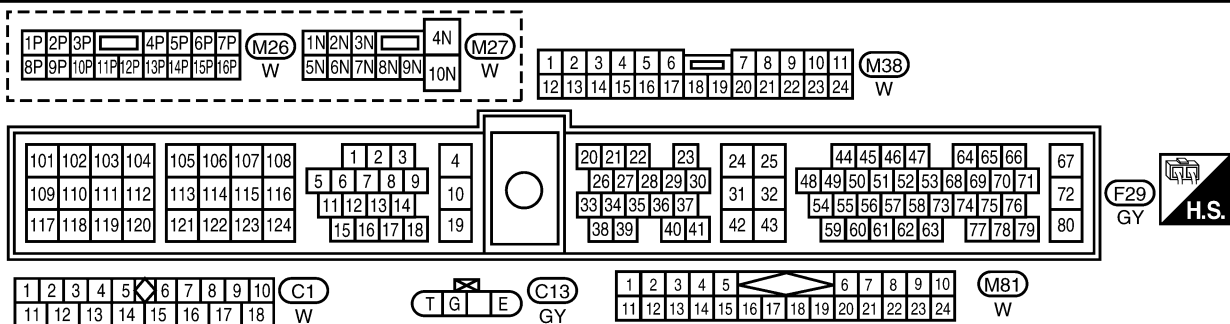 1P 2P 3P 4P 5P 6P 7P M26 1N 2N 3N 4N M27
8P 9P 10P 11P 12P 13P 14P 15P 16P W 5N 6N 7N 8N 9N 10N W
1 2 3 4 5 6 7 8 9 10 11 M38
12 13 14 15 16 17 18 19 20 21 22 23 24 W
101 102 103 104 105 106 107 108 1 2 3 4 20 21 22 23 24 25 44 45 46 47 64 65 66 67
5 6 7 8 9 26 27 28 29 30 48 49 50 51 52 53 68 69 70 71
109 110 111 112 113 114 115 116 10 31 32 72 F29
11 12 13 14 33 34 35 36 37 54 55 56 57 58 73 74 75 76 GY H.S.
117 118 119 120 121 122 123 124 15 16 17 18 19 38 39 40 41 42 43 59 60 61 62 63 77 78 79 80
1 2 3 4 5 6 7 8 9 10 C1 T G E C13 1 2 3 4 5 6 7 8 9 10 M81
11 12 13 14 15 16 17 18 W GY 11 12 13 14 15 16 17 18 19 20 21 22 23 24 W